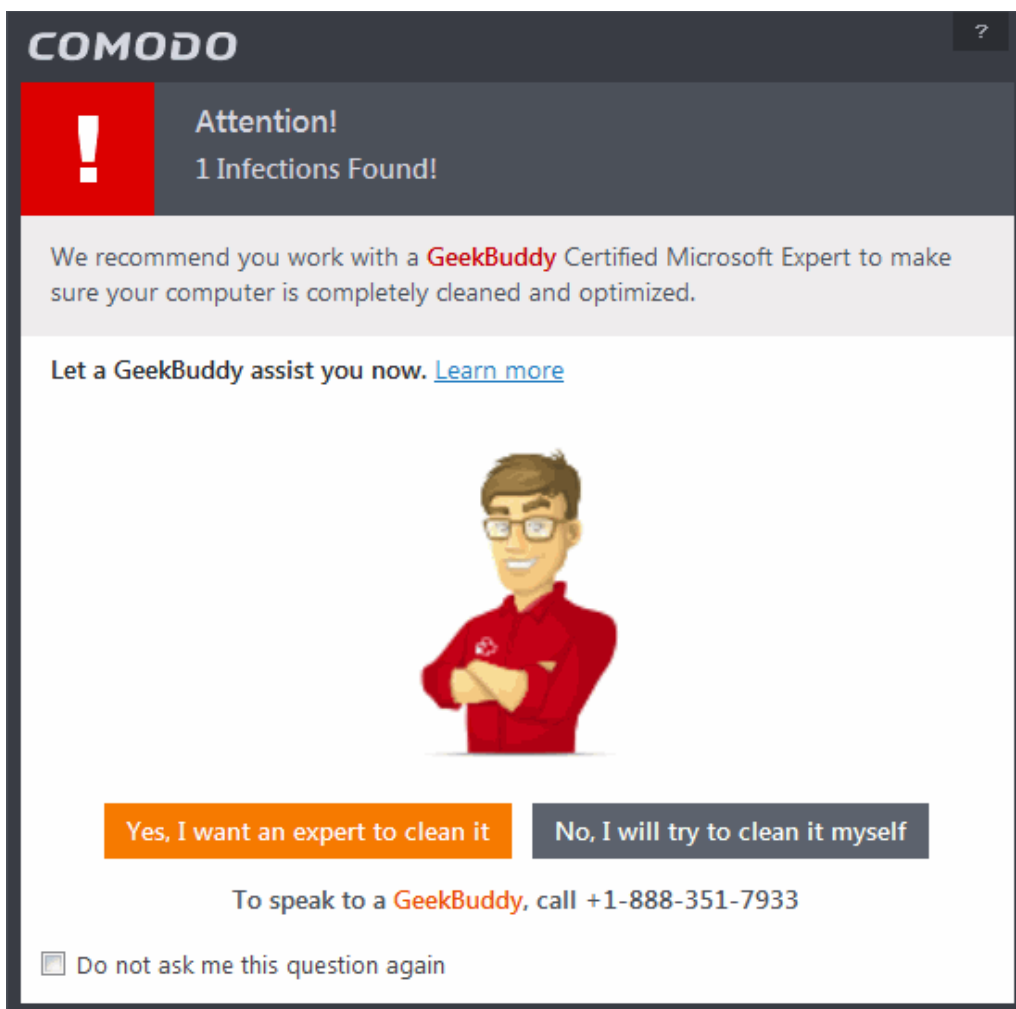 COMODO
?
!
Attention!
1 Infections Found!
We recommend you work with a GeekBuddy Certified Microsoft Expert to make
sure your computer is completely cleaned and optimized.
Let a GeekBuddy assist you now. Learn more
Yes, I want an expert to clean it
No, I will try to clean it myself
To speak to a GeekBuddy, call +1-888-351-7933
Do not ask me this question again